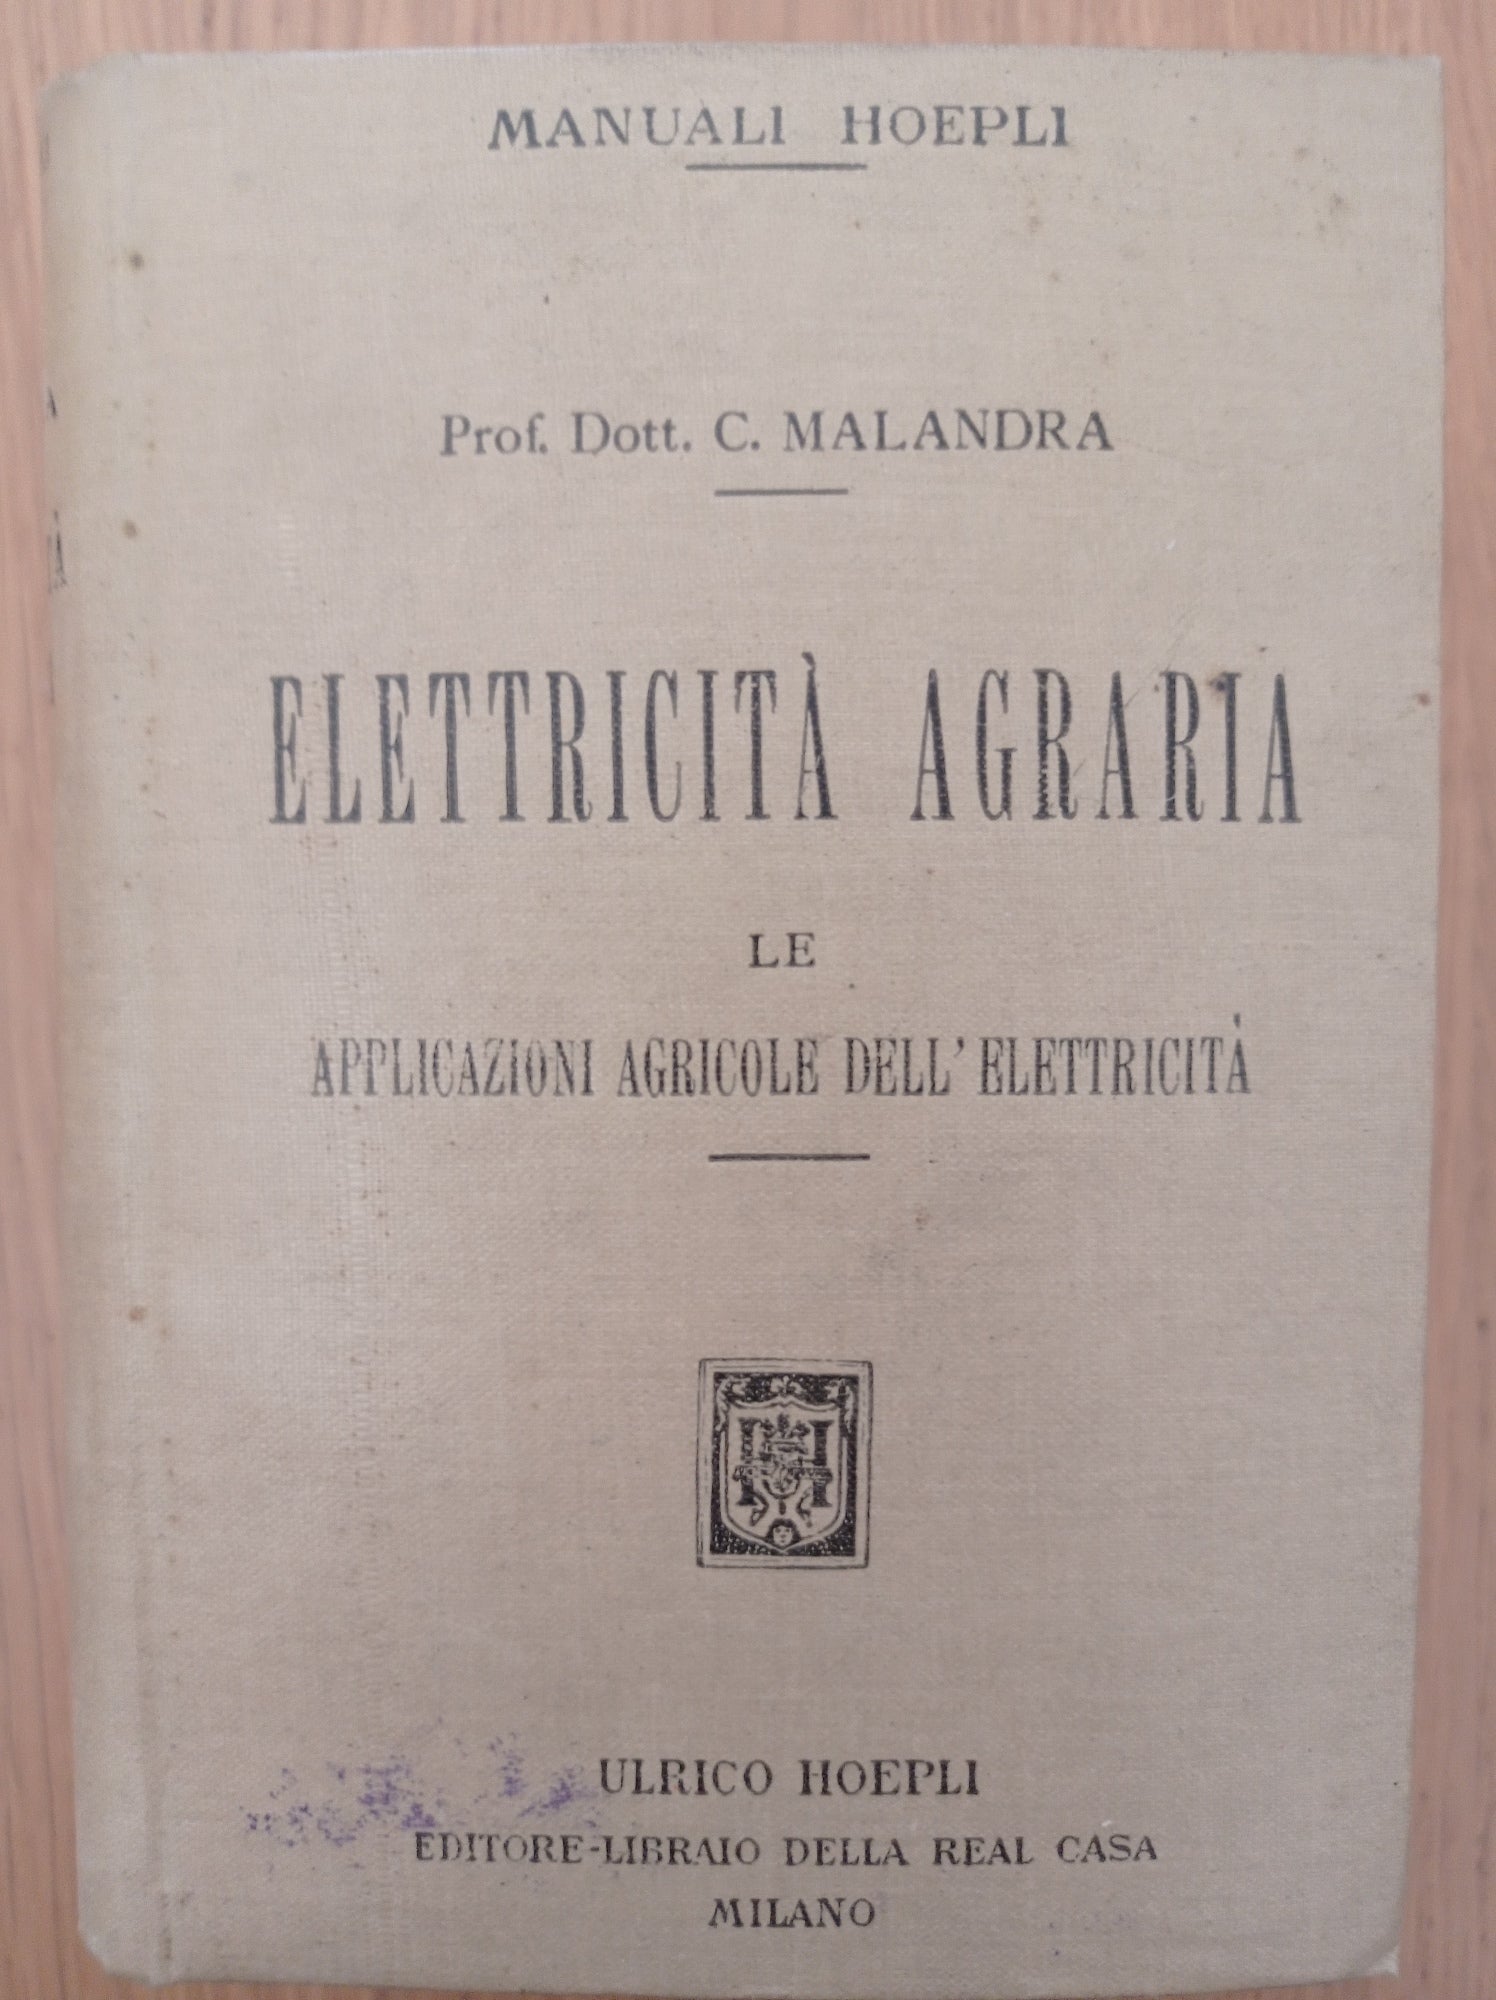 MANUALI HOEPLI
Prof. Dott. C. MALANDRA
ELETTRICITÀ AGRARIA
LE
APPLICAZIONI AGRICOLE DELL'ELETTRICITÀ
ULRICO HOEPLI
EDITORE-LIBRAIO DELLA REAL CASA
MILANO